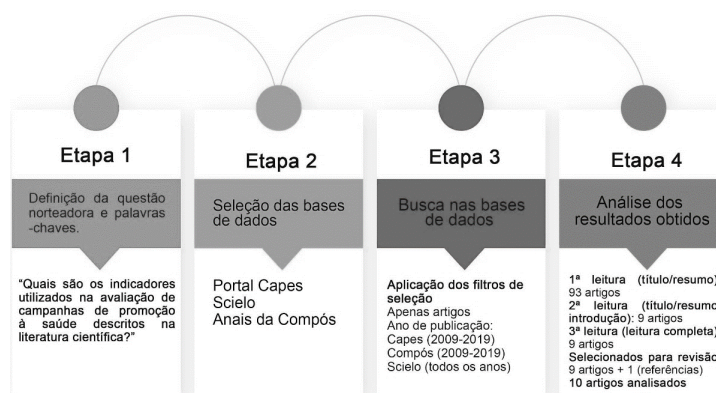 Etapa 1
Definição da questão
norteadora e palavras
-chaves.
"Quais são os indicadores
utilizados na avaliação de
campanhas de promoção
à saúde descritos na
literatura científica?"
Etapa 2
Seleção das bases
de dados
Portal Capes
Scielo
Anais da Compós
Etapa 3
Busca nas bases
de dados
Aplicação dos filtros de
seleção
Apenas artigos
Ano de publicação:
Capes (2009-2019)
Compós (2009-2019)
Scielo (todos os anos)
Etapa 4
Análise dos
resultados obtidos
1ª leitura (título/resumo)
93 artigos
2ª leitura (título/resumo
introdução): 9 artigos
3ª leitura (leitura completa)
9 artigos
Selecionados para revisão
9 artigos + 1 (referências)
10 artigos analisados